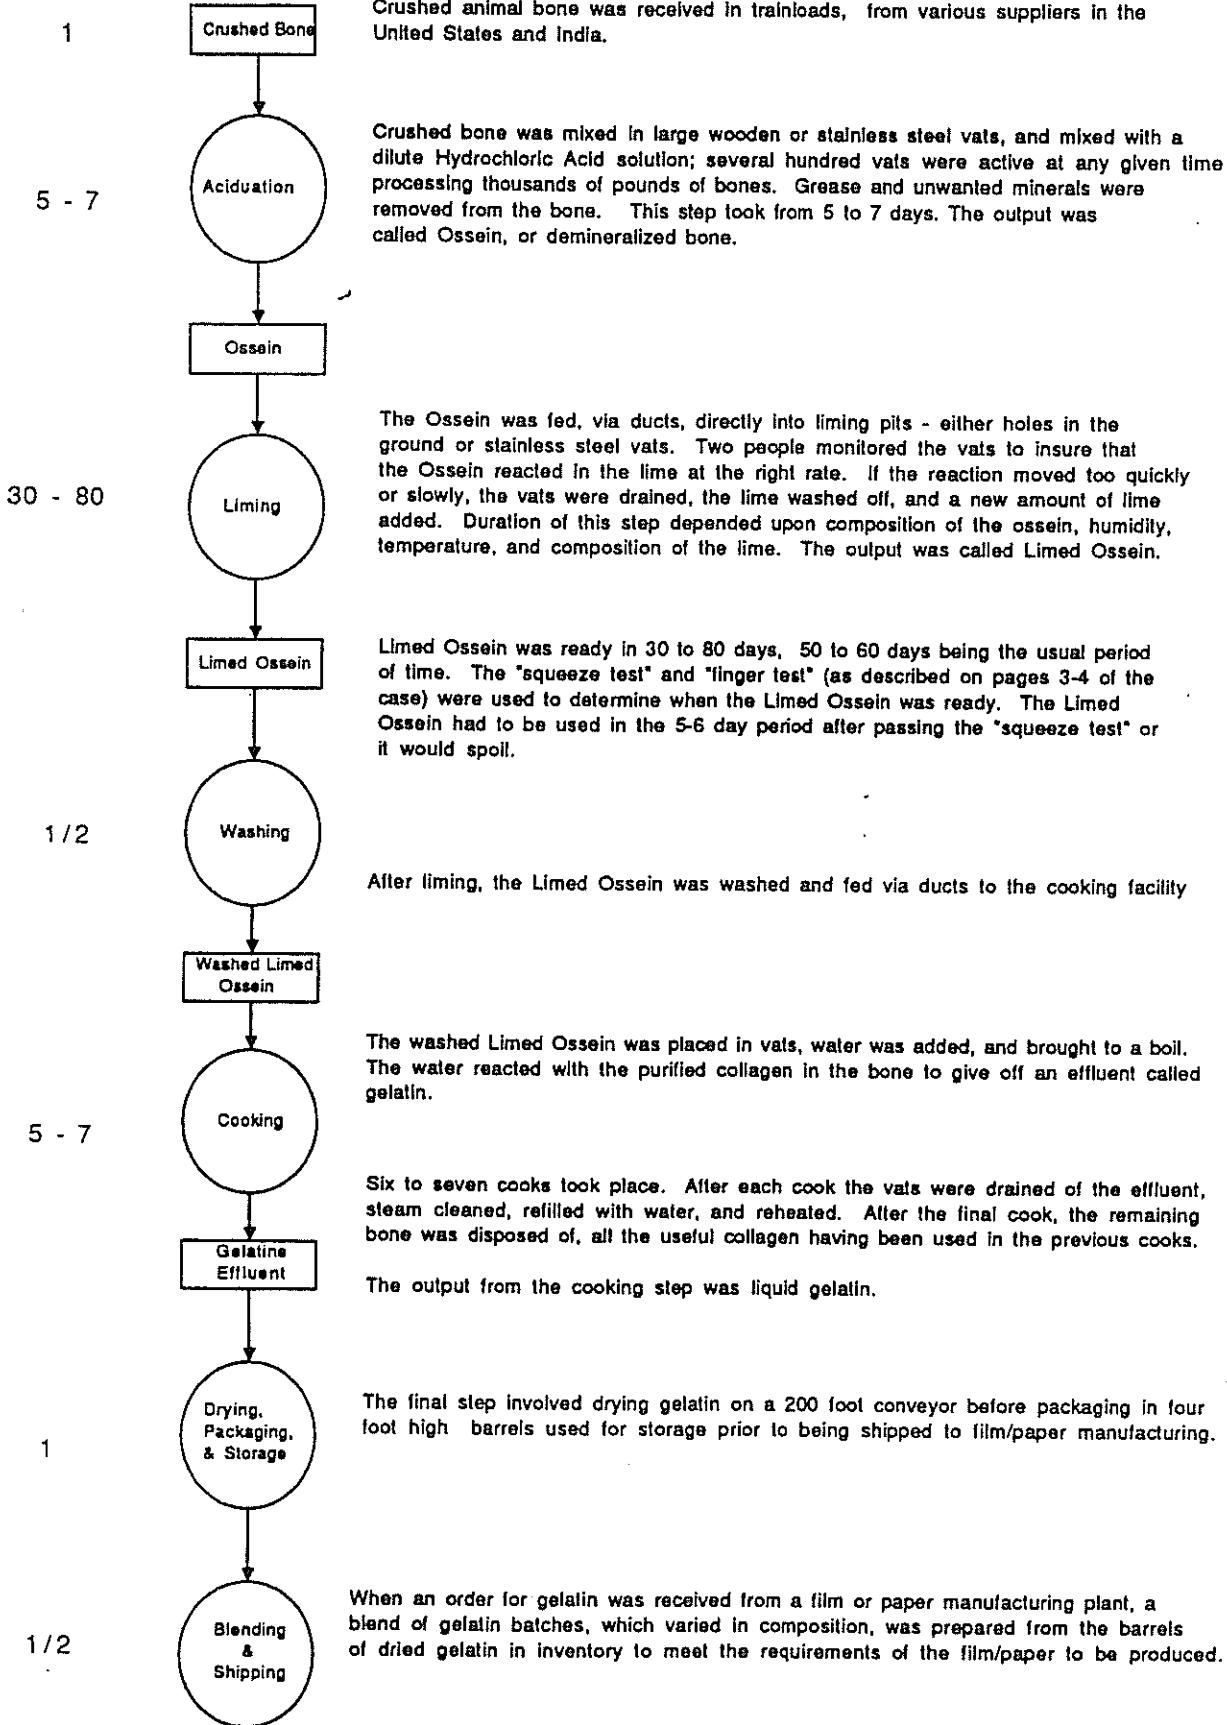 Crushed animal bone was received in trainloads, from various suppliers in the
United States and India.
1
Crushed Bone
Crushed bone was mixed in large wooden or stainless steel vats, and mixed with a
dilute Hydrochloric Acid solution; several hundred vats were active at any given time
processing thousands of pounds of bones. Grease and unwanted minerals were
removed from the bone. This step took from 5 to 7 days. The output was
called Ossein, or demineralized bone.
5 - 7
Aciduation
Ossein
The Ossein was fed, via ducts, directly into liming pits - either holes in the
ground or stainless steel vats. Two people monitored the vats to insure that
the Ossein reacted in the lime at the right rate. If the reaction moved too quickly
or slowly, the vats were drained, the lime washed off, and a new amount of lime
added. Duration of this step depended upon composition of the ossein, humidity,
temperature, and composition of the lime. The output was called Limed Ossein.
30 - 80
Liming
Limed Ossein
Limed Ossein was ready in 30 to 80 days, 50 to 60 days being the usual period
of time. The "squeeze test" and "finger test" (as described on pages 3-4 of the
case) were used to determine when the Limed Ossein was ready. The Limed
Ossein had to be used in the 5-6 day period after passing the "squeeze test" or
it would spoil.
1/2
Washing
After liming, the Limed Ossein was washed and fed via ducts to the cooking facility
Washed Limed
Ossein
The washed Limed Ossein was placed in vats, water was added, and brought to a boil.
The water reacted with the purified collagen in the bone to give off an effluent called
gelatin.
5 - 7
Cooking
Six to seven cooks took place. After each cook the vats were drained of the effluent,
steam cleaned, refilled with water, and reheated. After the final cook, the remaining
bone was disposed of, all the useful collagen having been used in the previous cooks.
Gelatine
Effluent
The output from the cooking step was liquid gelatin.
The final step involved drying gelatin on a 200 foot conveyor before packaging in four
foot high barrels used for storage prior to being shipped to film/paper manufacturing.
1
Drying,
Packaging,
& Storage
When an order for gelatin was received from a film or paper manufacturing plant, a
blend of gelatin batches, which varied in composition, was prepared from the barrels
of dried gelatin in inventory to meet the requirements of the film/paper to be produced.
1/2
Blending
&
Shipping